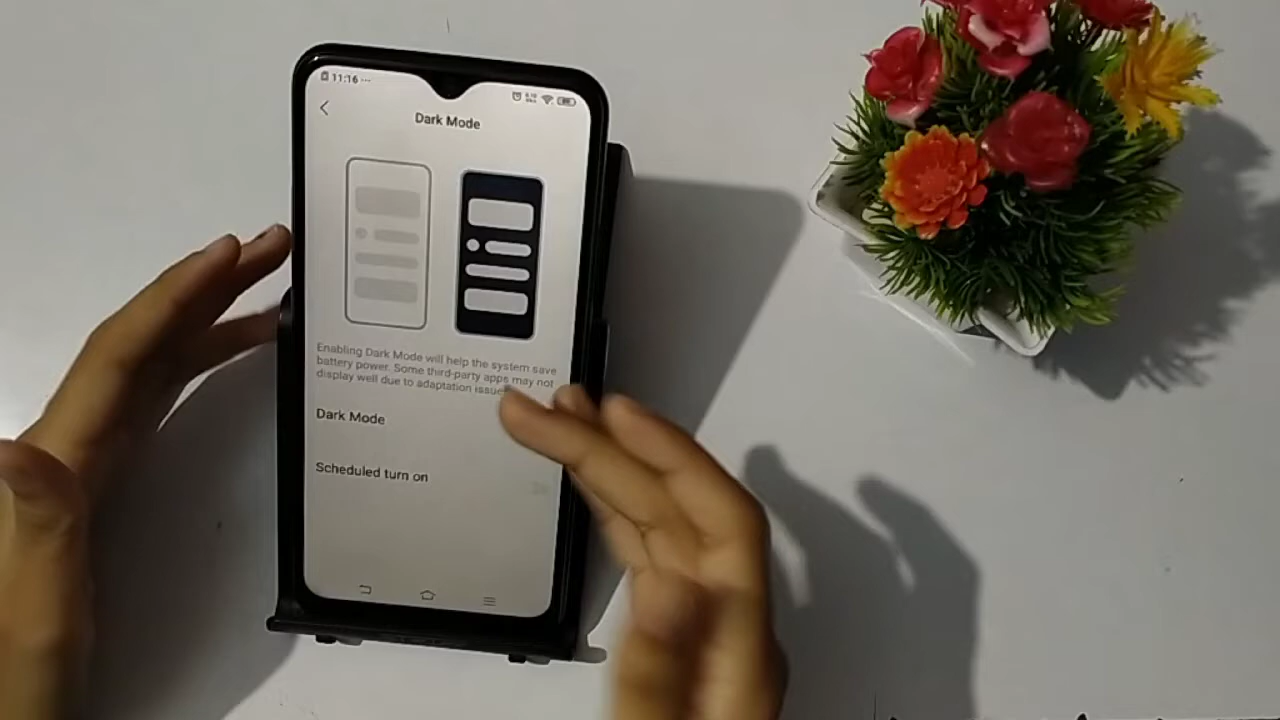 11:16 ...
Dark Mode
Enabling Dark Mode will help the system save
battery power. Some third-party apps may not
display well due to adaptation
Dark Mode
Scheduled turn on